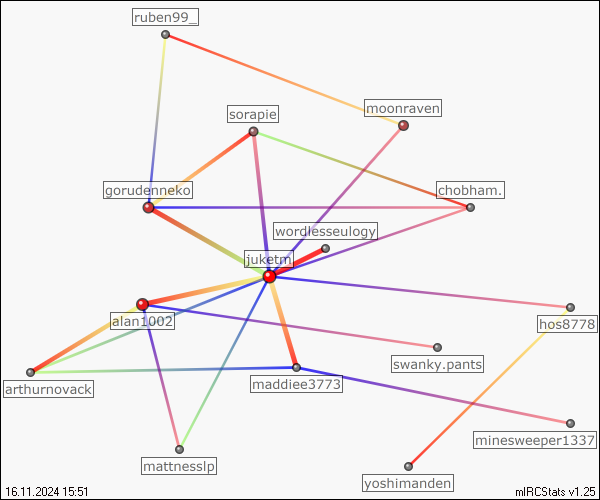 ruben99_
moonraven
sorapie
gorudenneko
chobham.
wordlesseulogy
juketm
alan1002
hos8778
swanky.pants
arthurnovack
maddiee3773
minesweeper1337
mattnesslp
yoshimanden
16.11.2024 15:51
mIRCStats v1.25